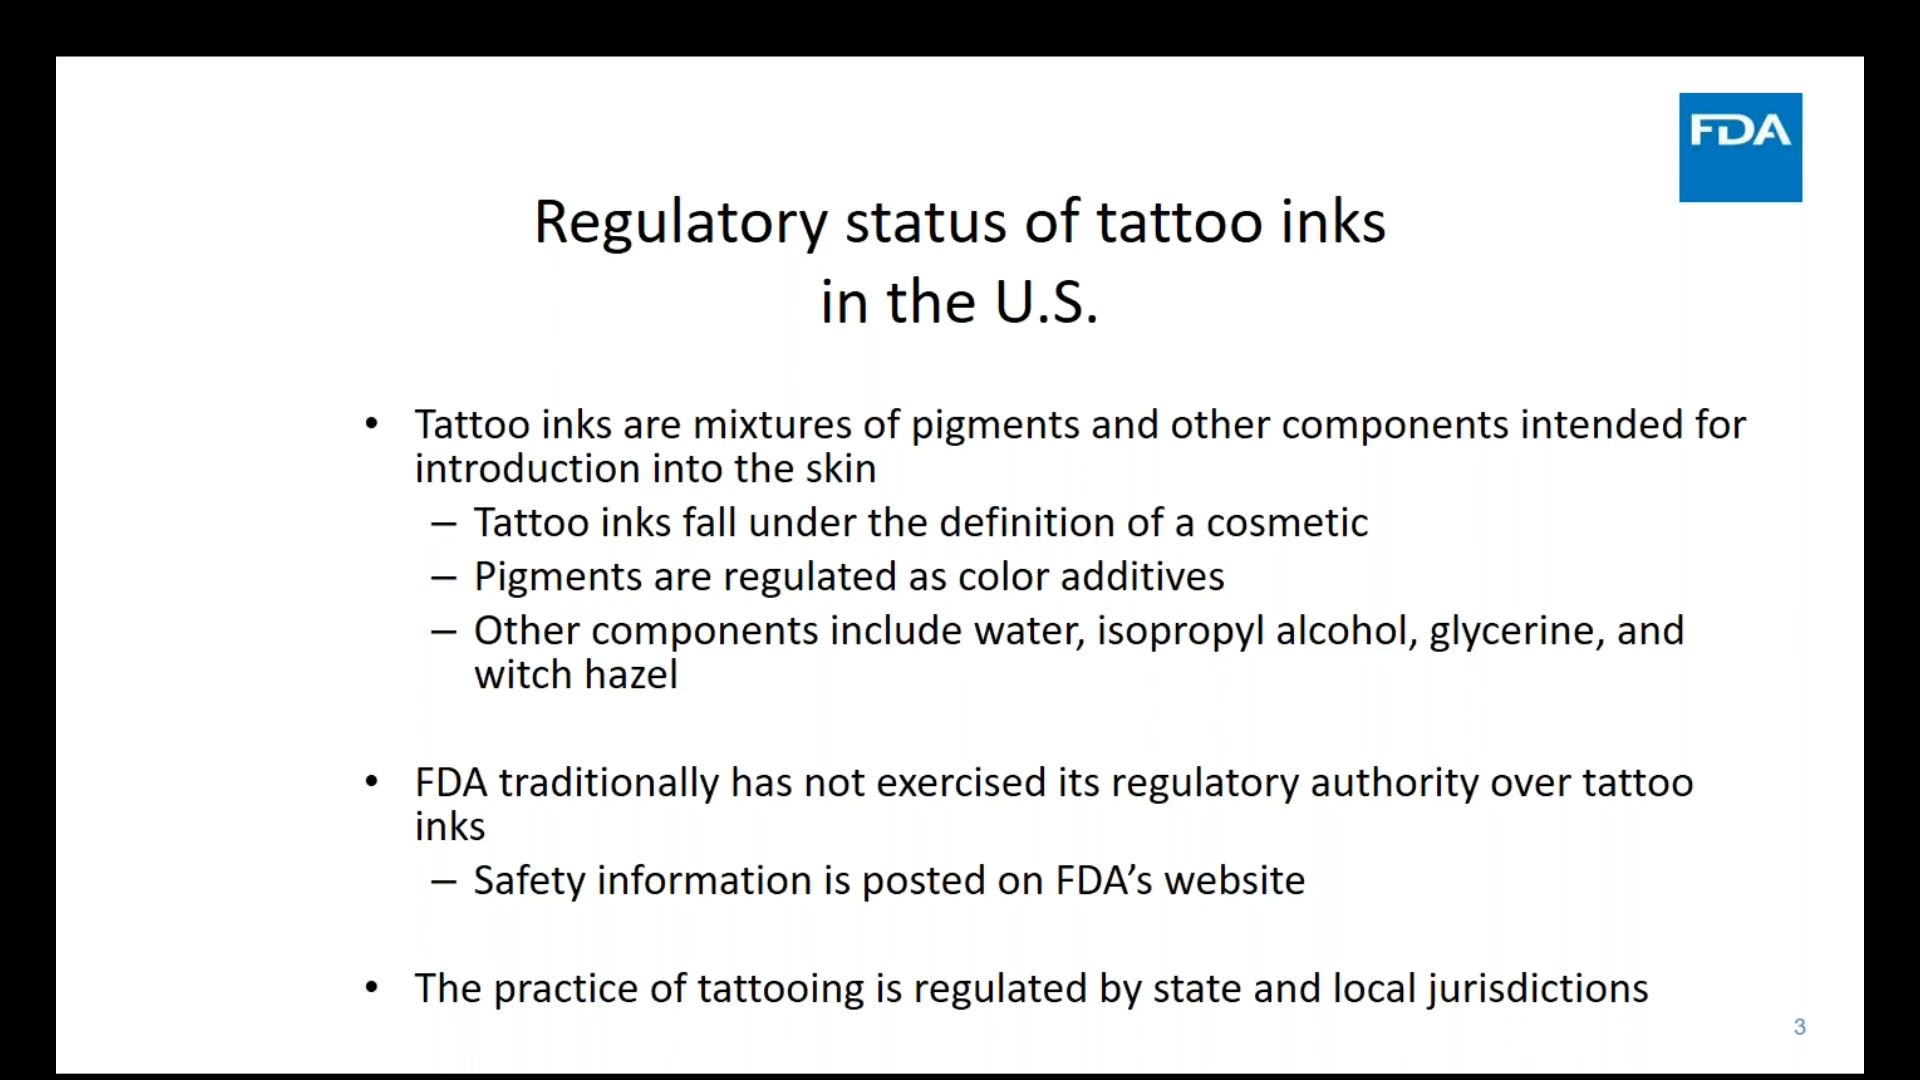 FDA
Regulatory status of tattoo inks
in the U.S.
• Tattoo inks are mixtures of pigments and other components intended for
introduction into the skin
– Tattoo inks fall under the definition of a cosmetic
– Pigments are regulated as color additives
– Other components include water, isopropyl alcohol, glycerine, and
witch hazel
• FDA traditionally has not exercised its regulatory authority over tattoo
inks
– Safety information is posted on FDA’s website
• The practice of tattooing is regulated by state and local jurisdictions
3